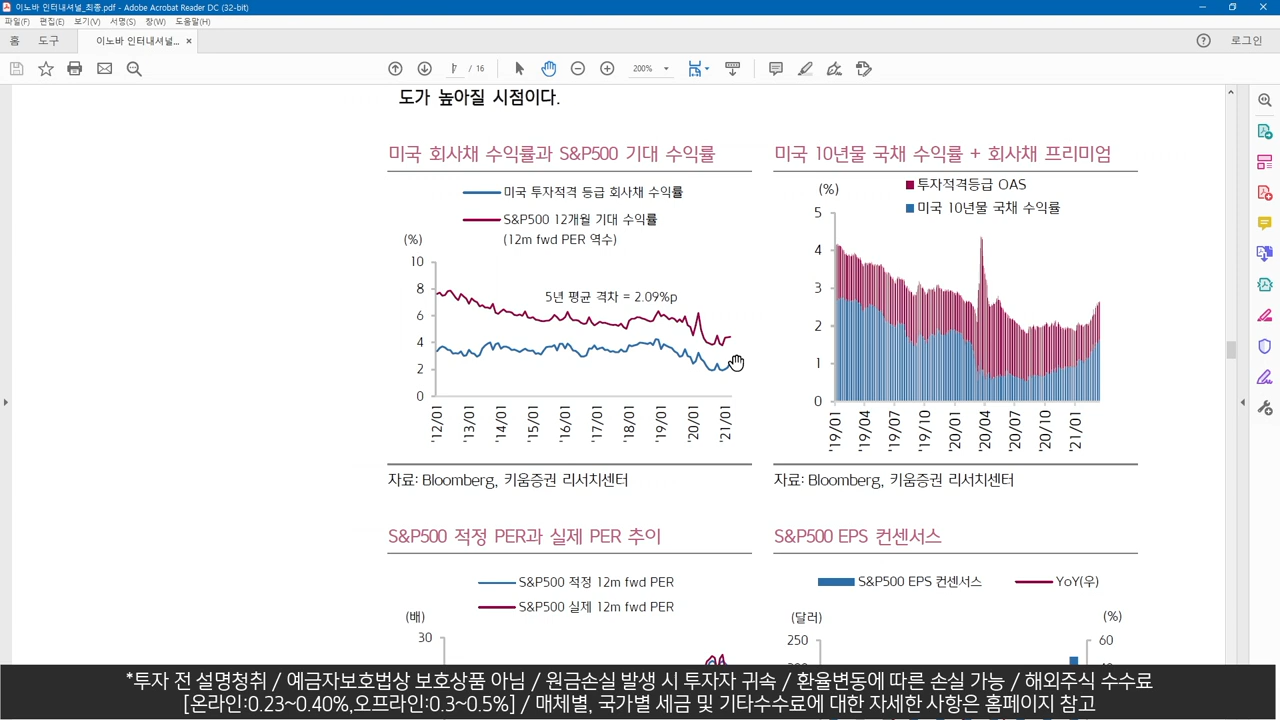 이노바 인터내셔널_최종.pdf - Adobe Acrobat Reader DC (32-bit)
파일(F) 편집(E) 보기(V) 서명(S) 창(W) 도움말(H)
홈 도구 이노바 인터내셔널... × 로그인
/ 16 200%
도가 높아질 시점이다.
미국 회사채 수익률과 S&P500 기대 수익률
미국 투자적격 등급 회사채 수익률
S&P500 12개월 기대 수익률
(12m fwd PER 역수)
(%)
10
8
6
4
2
0
5년 평균 격차 = 2.09%p
'12/01 '13/01 '14/01 '15/01 '16/01 '17/01 '18/01 '19/01 '20/01 '21/01
자료: Bloomberg, 키움증권 리서치센터
미국 10년물 국채 수익률 + 회사채 프리미엄
(%)
투자적격등급 OAS
미국 10년물 국채 수익률
5
4
3
2
1
0
'19/01 '19/04 '19/07 '19/10 '20/01 '20/04 '20/07 '20/10 '21/01
자료: Bloomberg, 키움증권 리서치센터
S&P500 적정 PER과 실제 PER 추이
S&P500 적정 12m fwd PER
S&P500 실제 12m fwd PER
(배)
30
S&P500 EPS 컨센서스
S&P500 EPS 컨센서스 YoY(우)
(달러) (%)
250 60
*투자 전 설명청취 / 예금자보호법상 보호상품 아님 / 원금손실 발생 시 투자자 귀속 / 환율변동에 따른 손실 가능 / 해외주식 수수료
[온라인:0.23~0.40%,오프라인:0.3~0.5%] / 매체별, 국가별 세금 및 기타수수료에 대한 자세한 사항은 홈페이지 참고